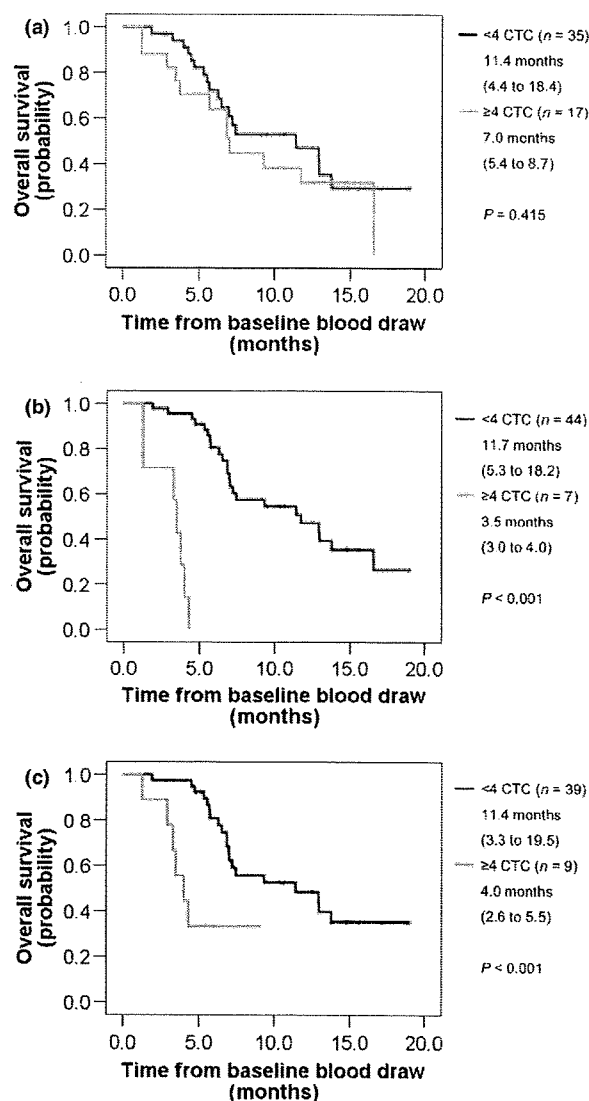 (a)
1.0
0.8
0.6
0.4
0.2
0.0
Overall survival
(probability)
0.0 5.0 10.0 15.0 20.0
Time from baseline blood draw
(months)
<4 CTC (n = 35)
11.4 months
(4.4 to 18.4)
≥4 CTC (n = 17)
7.0 months
(5.4 to 8.7)
P = 0.415
(b)
1.0
0.8
0.6
0.4
0.2
0.0
Overall survival
(probability)
0.0 5.0 10.0 15.0 20.0
Time from baseline blood draw
(months)
<4 CTC (n = 44)
11.7 months
(5.3 to 18.2)
≥4 CTC (n = 7)
3.5 months
(3.0 to 4.0)
P < 0.001
(c)
1.0
0.8
0.6
0.4
0.2
0.0
Overall survival
(probability)
0.0 5.0 10.0 15.0 20.0
Time from baseline blood draw
(months)
<4 CTC (n = 39)
11.4 months
(3.3 to 19.5)
≥4 CTC (n = 9)
4.0 months
(2.6 to 5.5)
P < 0.001